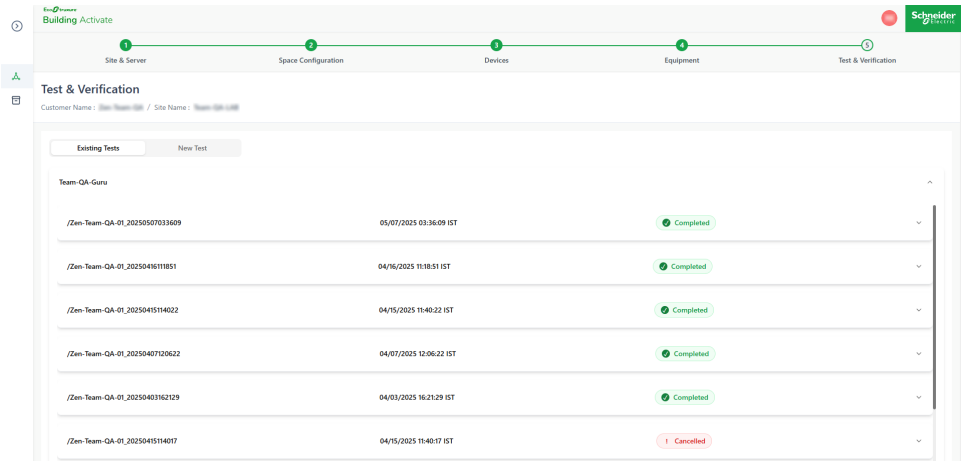 EcoStruxure
Building Activate
Schneider
Electric
1 2 3 4 5
Site & Server Space Configuration Devices Equipment Test & Verification
Test & Verification
Customer Name : / Site Name :
Existing Tests New Test
Team-QA-Guru
/Zen-Team-QA-01_20250507033609 05/07/2025 03:36:09 IST Completed
/Zen-Team-QA-01_20250416111851 04/16/2025 11:18:51 IST Completed
/Zen-Team-QA-01_20250415114022 04/15/2025 11:40:22 IST Completed
/Zen-Team-QA-01_20250407120622 04/07/2025 12:06:22 IST Completed
/Zen-Team-QA-01_20250403162129 04/03/2025 16:21:29 IST Completed
/Zen-Team-QA-01_20250415114017 04/15/2025 11:40:17 IST ! Cancelled